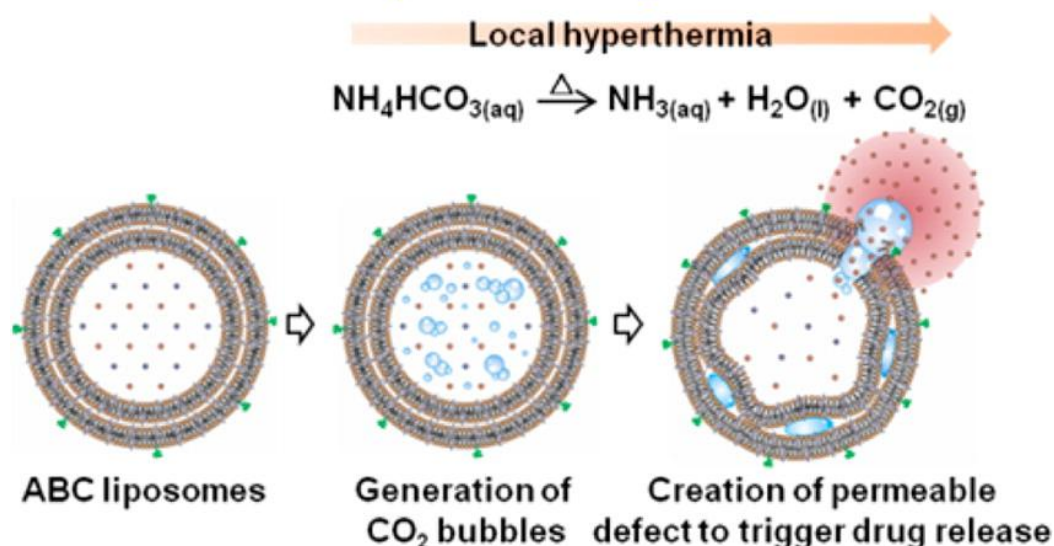 Local hyperthermia
NH₄HCO₃(aq) △→ NH₃(aq) + H₂O(l) + CO₂(g)
ABC liposomes
Generation of
CO₂ bubbles
Creation of permeable
defect to trigger drug release